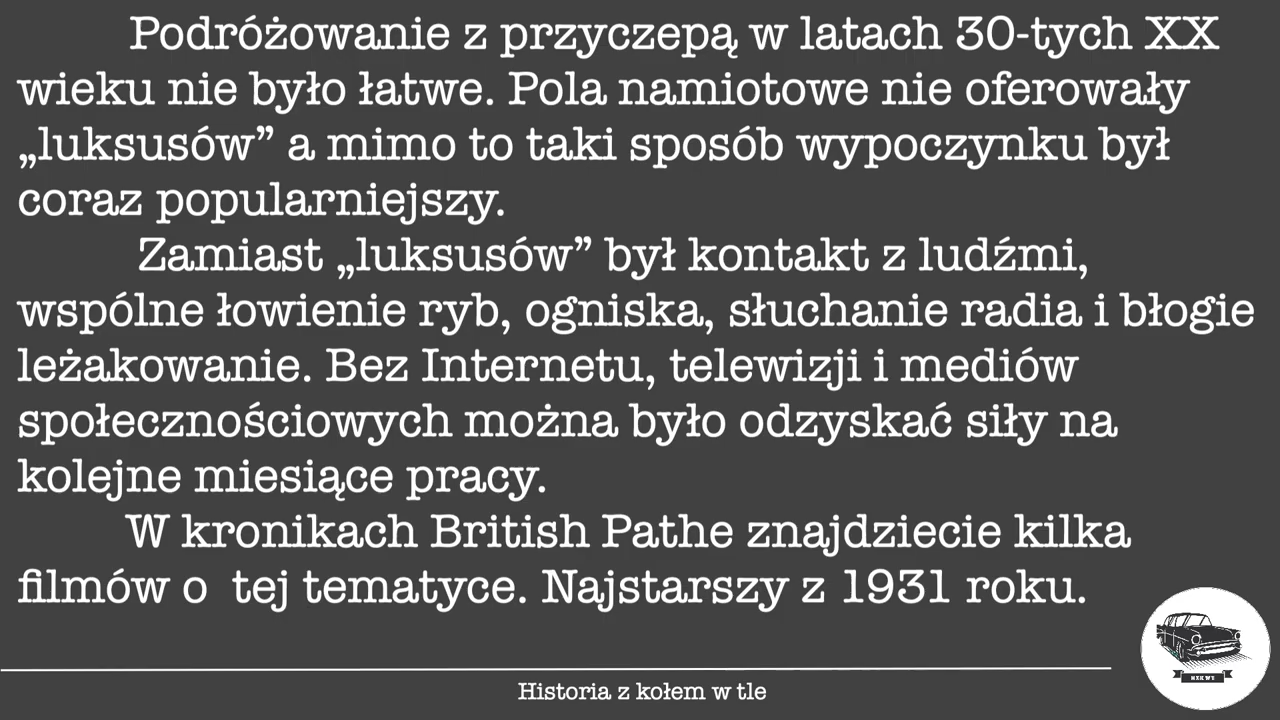 Podróżowanie z przyczepą w latach 30-tych XX
wieku nie było łatwe. Pola namiotowe nie oferowały
„luksusów” a mimo to taki sposób wypoczynku był
coraz popularniejszy.
Zamiast „luksusów” był kontakt z ludźmi,
wspólne łowienie ryb, ogniska, słuchanie radia i błogie
leżakowanie. Bez Internetu, telewizji i mediów
społecznościowych można było odzyskać siły na
kolejne miesiące pracy.
W kronikach British Pathe znajdziecie kilka
filmów o  tej tematyce. Najstarszy z 1931 roku.
Historia z kołem w tle